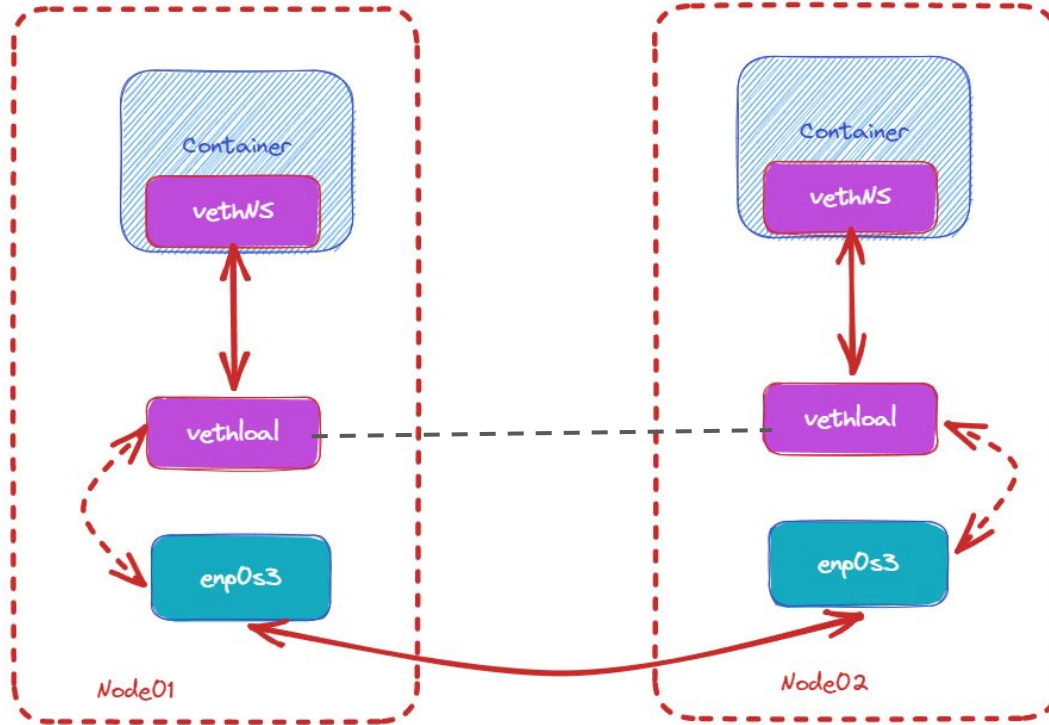 Container
vethNS
vethloal
enp0s3
Node01
Container
vethNS
vethloal
enp0s3
Node02